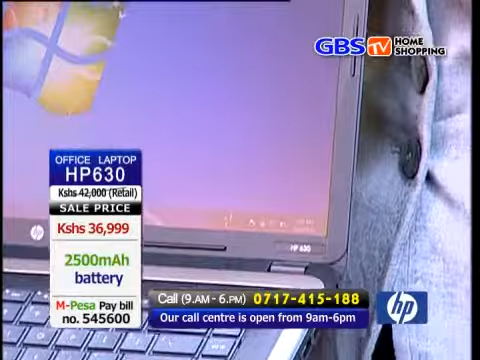 GBS TV HOME SHOPPING
OFFICE LAPTOP
HP630
Kshs 42,000 (Retail)
SALE PRICE
Kshs 36,999
2500mAh
battery
M-Pesa Pay bill
no. 545600
hp
HP 630
Call (9.AM - 6.PM) 0717-415-188
Our call centre is open from 9am-6pm
hp